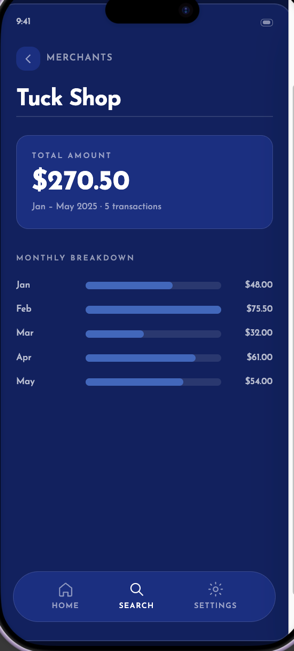 9:41
MERCHANTS
Tuck Shop
TOTAL AMOUNT
$270.50
Jan – May 2025 · 5 transactions
MONTHLY BREAKDOWN
Jan $48.00
Feb $75.50
Mar $32.00
Apr $61.00
May $54.00
HOME SEARCH SETTINGS